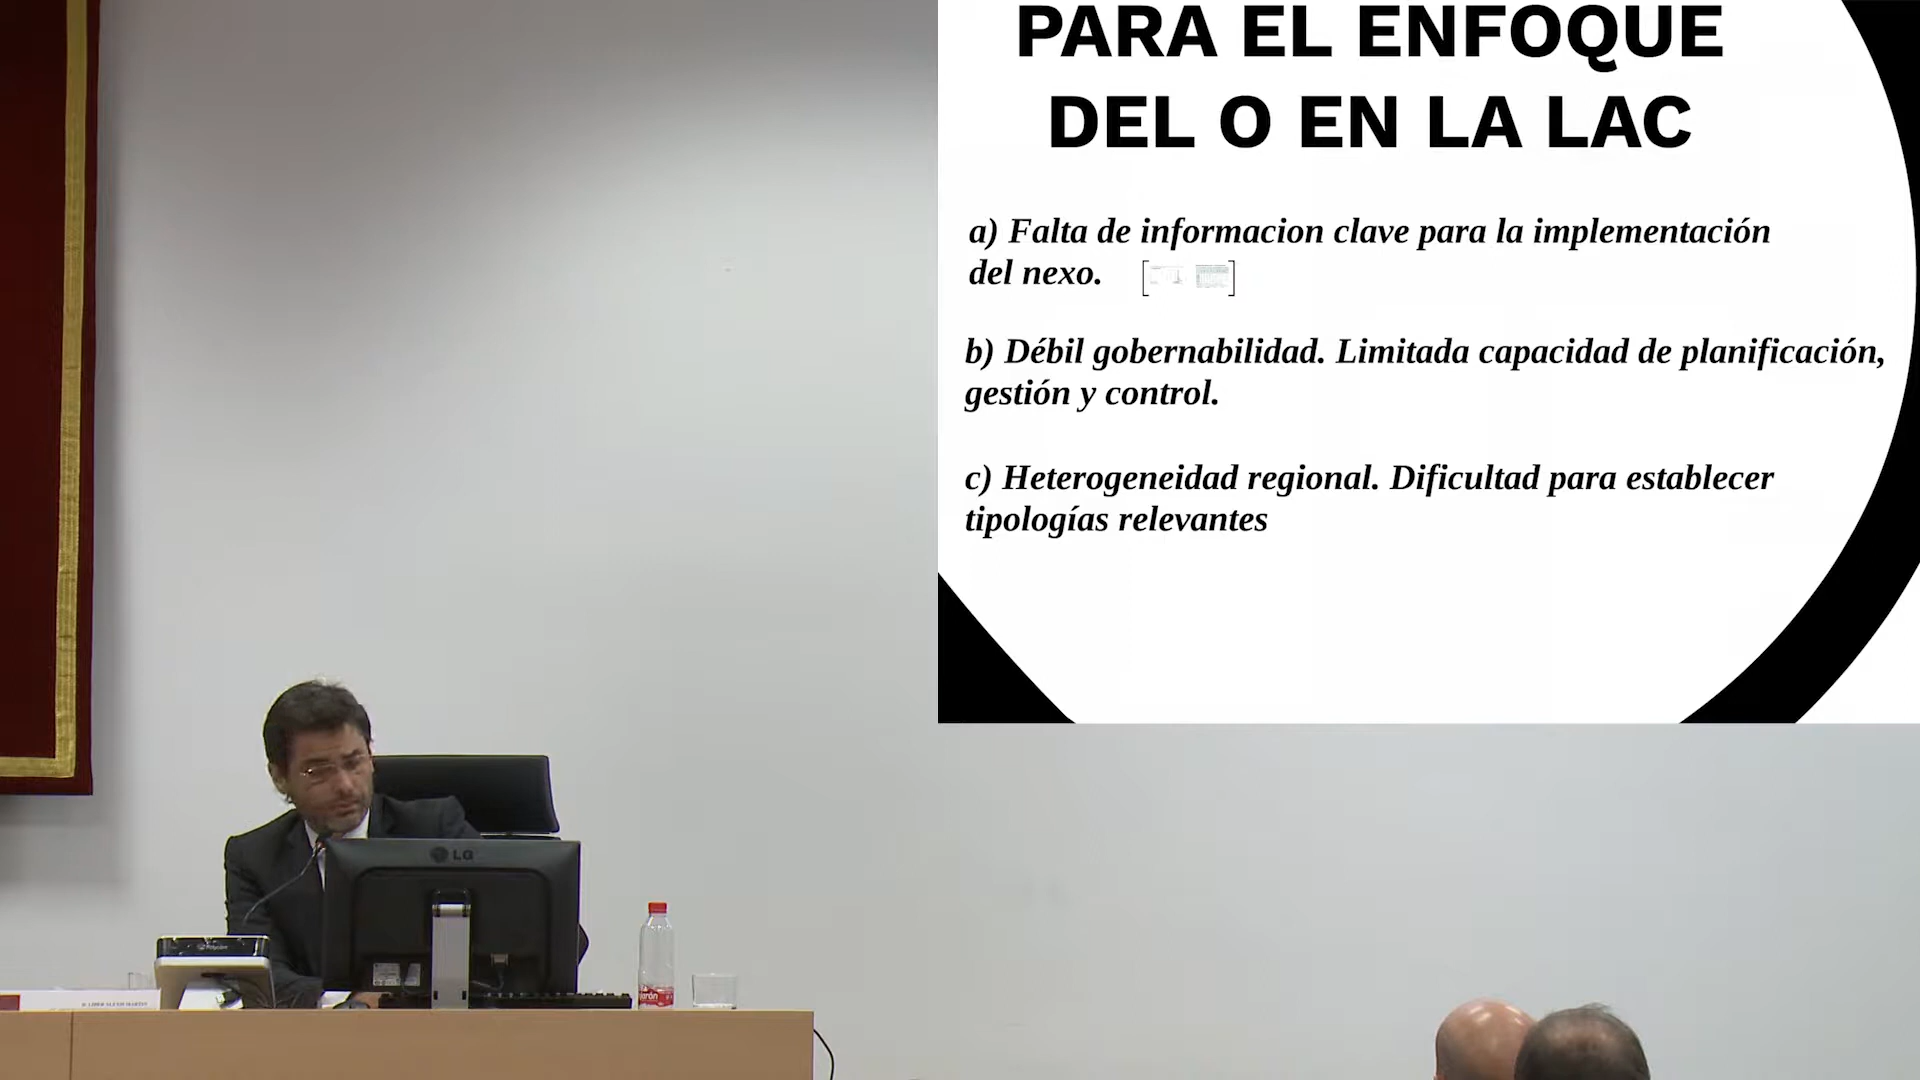 PARA EL ENFOQUE
DEL O EN LA LAC
a) Falta de informacion clave para la implementación
del nexo.
b) Débil gobernabilidad. Limitada capacidad de planificación,
gestión y control.
c) Heterogeneidad regional. Dificultad para establecer
tipologías relevantes
LG
Polycom